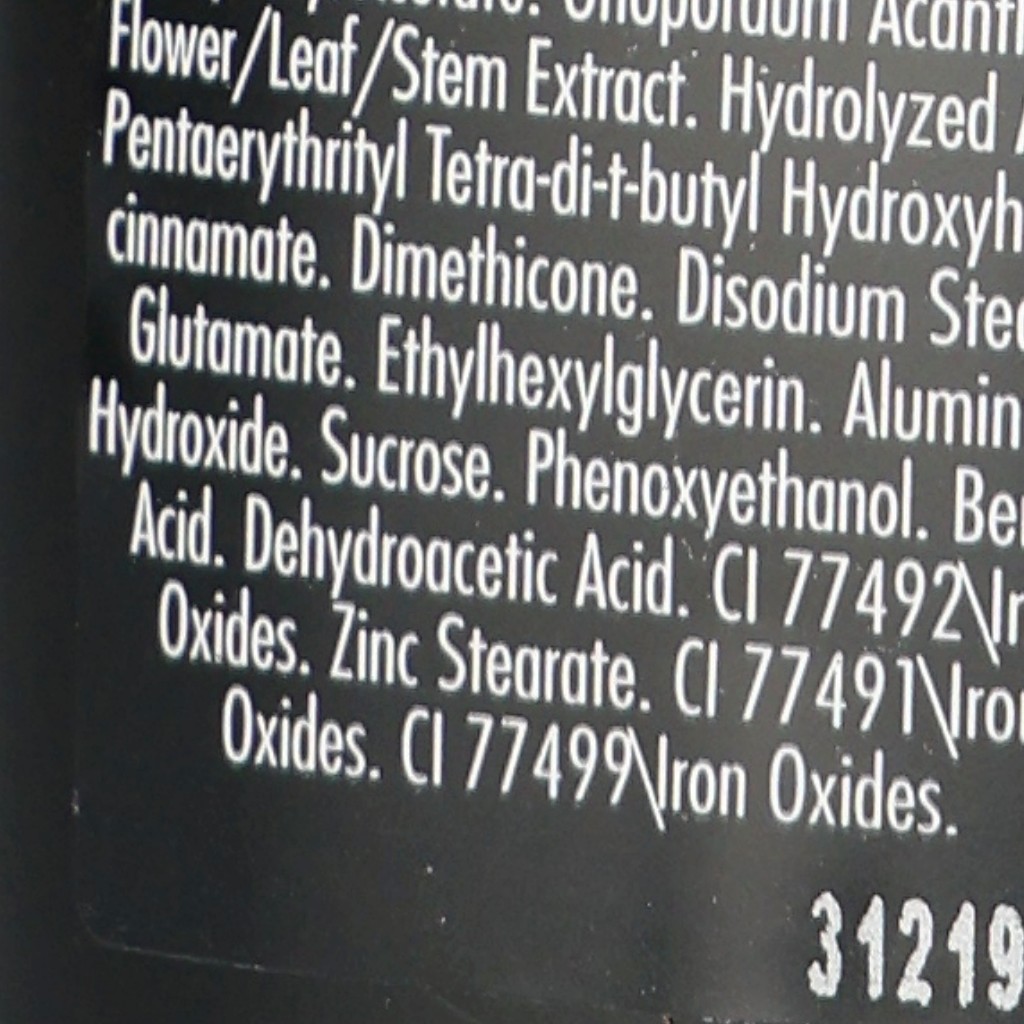 Flower/Leaf/Stem Extract. Hydrolyzed
Pentaerythrityl Tetra-di-t-butyl Hydroxyh
cinnamate. Dimethicone. Disodium Stea
Glutamate. Ethylhexylglycerin. Alumin
Hydroxide. Sucrose. Phenoxyethanol. Be
Acid. Dehydroacetic Acid. CI 77492\Ir
Oxides. Zinc Stearate. CI 77491\Iro
Oxides. CI 77499\Iron Oxides.
31219